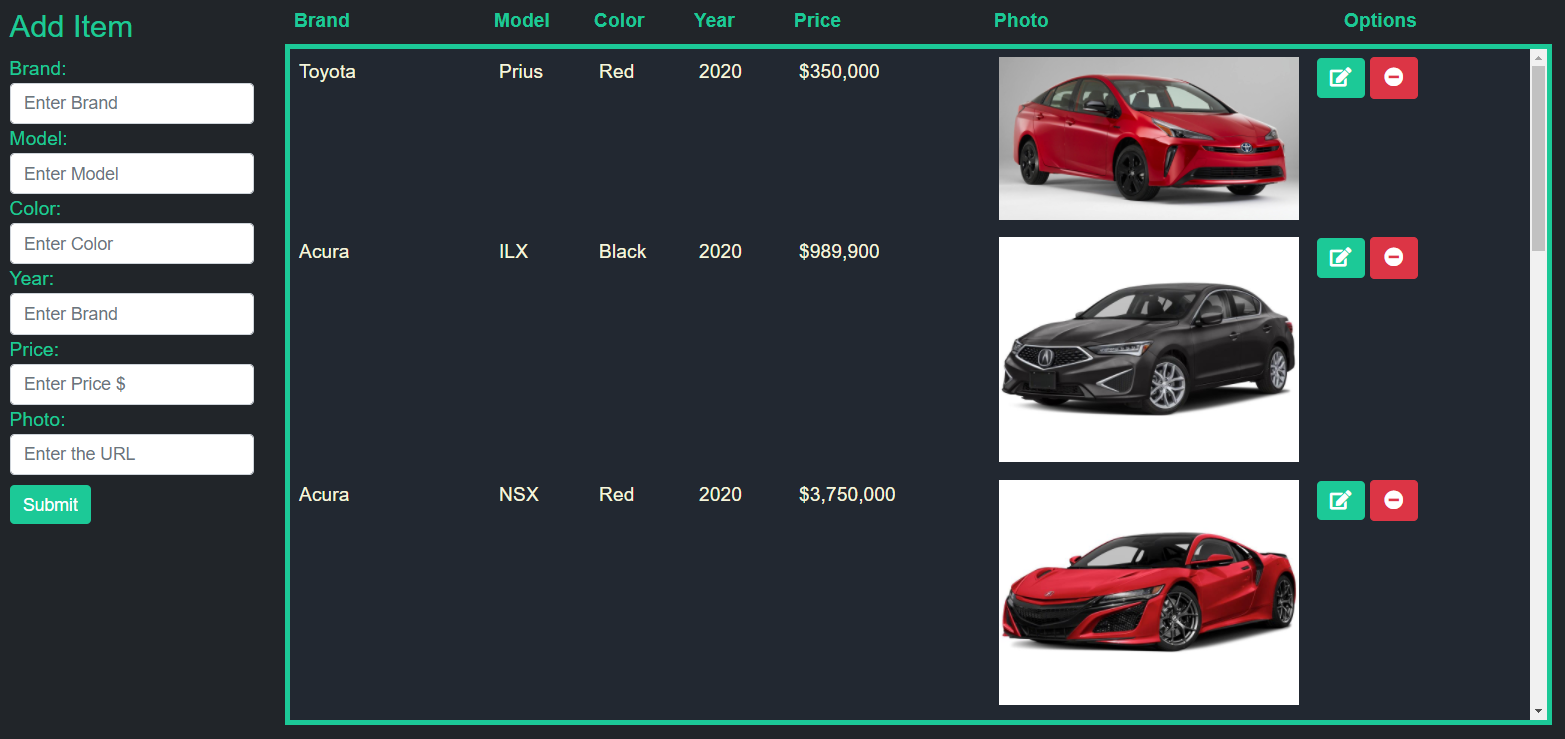 Add Item
Brand:
Enter Brand
Model:
Enter Model
Color:
Enter Color
Year:
Enter Brand
Price:
Enter Price $
Photo:
Enter the URL
Submit
Brand Model Color Year Price Photo Options
Toyota Prius Red 2020 $350,000
Acura ILX Black 2020 $989,900
Acura NSX Red 2020 $3,750,000